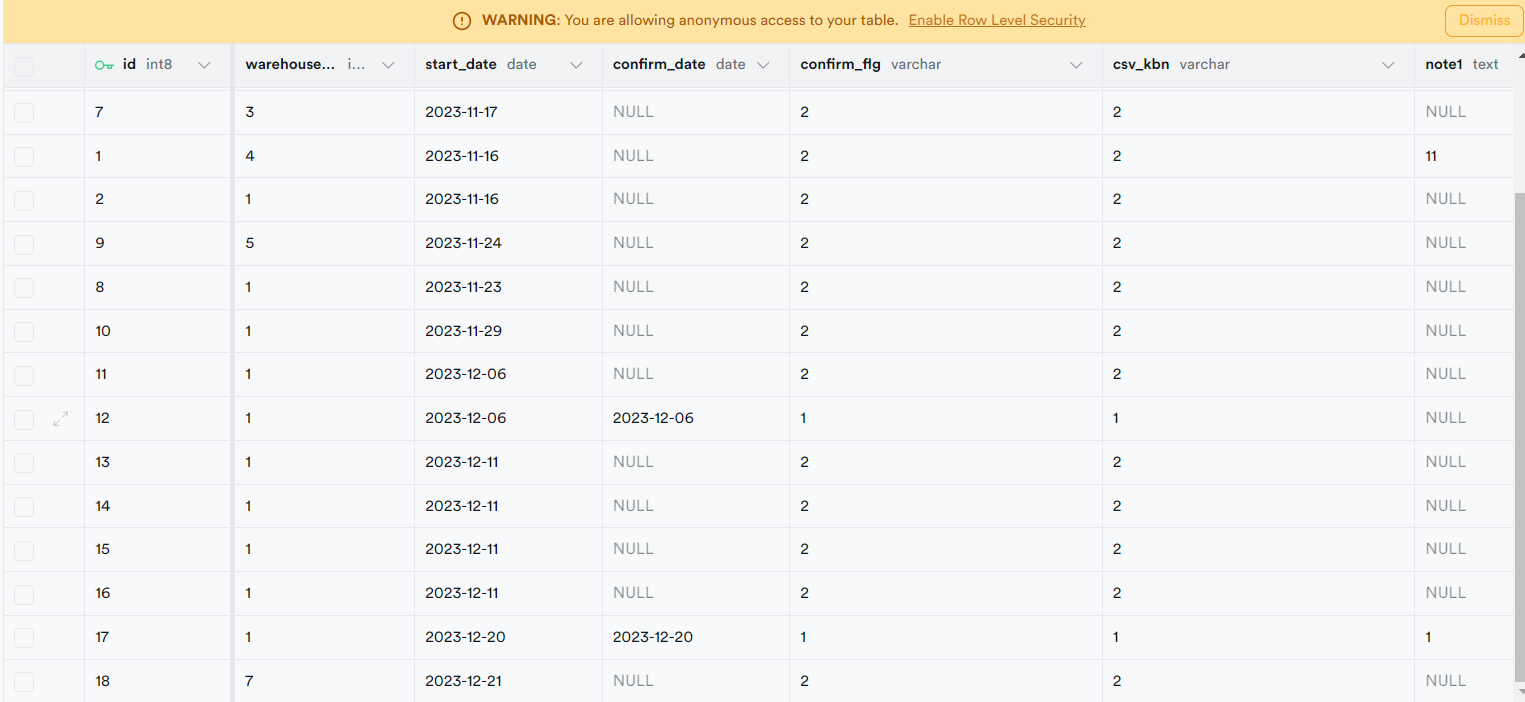 WARNING: You are allowing anonymous access to your table. Enable Row Level Security Dismiss
id int8 warehouse... i... start_date date confirm_date date confirm_flg varchar csv_kbn varchar note1 text
7 3 2023-11-17 NULL 2 2 NULL
1 4 2023-11-16 NULL 2 2 11
2 1 2023-11-16 NULL 2 2 NULL
9 5 2023-11-24 NULL 2 2 NULL
8 1 2023-11-23 NULL 2 2 NULL
10 1 2023-11-29 NULL 2 2 NULL
11 1 2023-12-06 NULL 2 2 NULL
12 1 2023-12-06 2023-12-06 1 1 NULL
13 1 2023-12-11 NULL 2 2 NULL
14 1 2023-12-11 NULL 2 2 NULL
15 1 2023-12-11 NULL 2 2 NULL
16 1 2023-12-11 NULL 2 2 NULL
17 1 2023-12-20 2023-12-20 1 1 1
18 7 2023-12-21 NULL 2 2 NULL